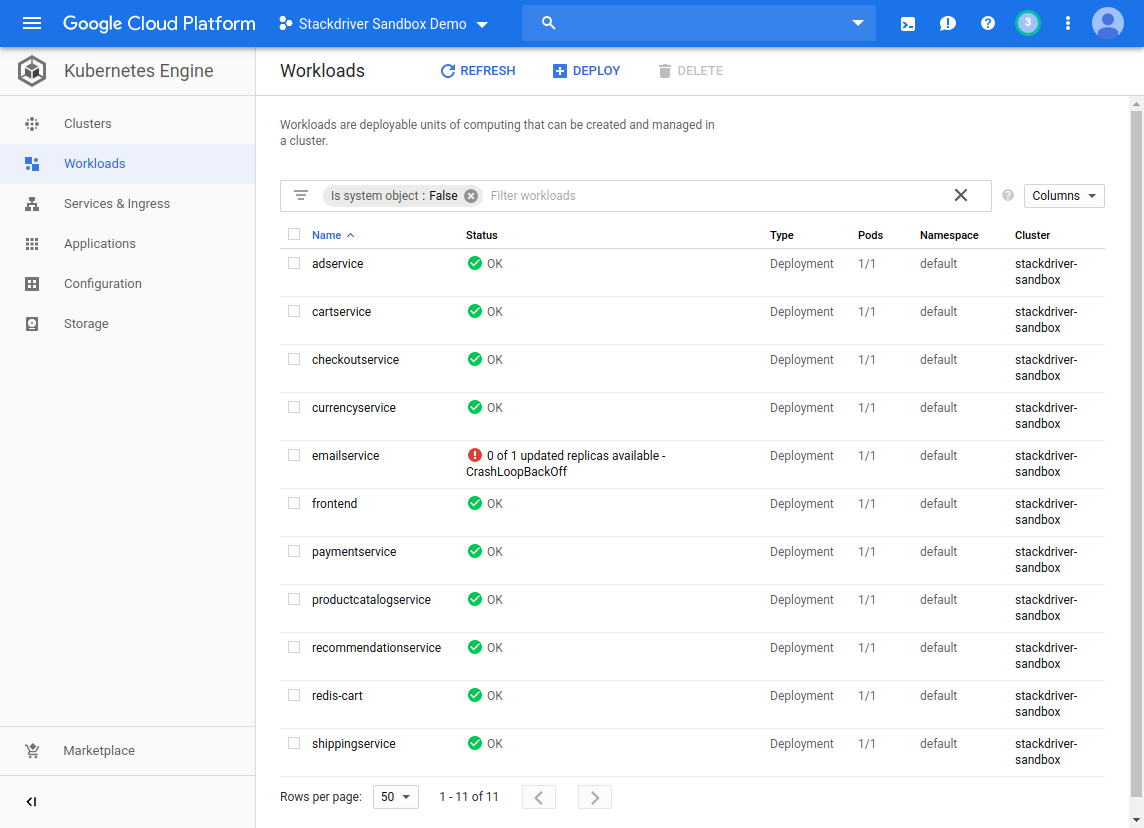 Google Cloud Platform
Stackdriver Sandbox Demo
3
Kubernetes Engine
Workloads
REFRESH
DEPLOY
DELETE
Clusters
Workloads
Services & Ingress
Applications
Configuration
Storage
Marketplace
Workloads are deployable units of computing that can be created and managed in
a cluster.
Is system object : False
Filter workloads
Columns
Name Status Type Pods Namespace Cluster
adservice OK Deployment 1/1 default stackdriver-
sandbox
cartservice OK Deployment 1/1 default stackdriver-
sandbox
checkoutservice OK Deployment 1/1 default stackdriver-
sandbox
currencyservice OK Deployment 1/1 default stackdriver-
sandbox
emailservice 0 of 1 updated replicas available - Deployment 1/1 default stackdriver-
CrashLoopBackOff sandbox
frontend OK Deployment 1/1 default stackdriver-
sandbox
paymentservice OK Deployment 1/1 default stackdriver-
sandbox
productcatalogservice OK Deployment 1/1 default stackdriver-
sandbox
recommendationservice OK Deployment 1/1 default stackdriver-
sandbox
redis-cart OK Deployment 1/1 default stackdriver-
sandbox
shippingservice OK Deployment 1/1 default stackdriver-
sandbox
Rows per page: 50 1 - 11 of 11